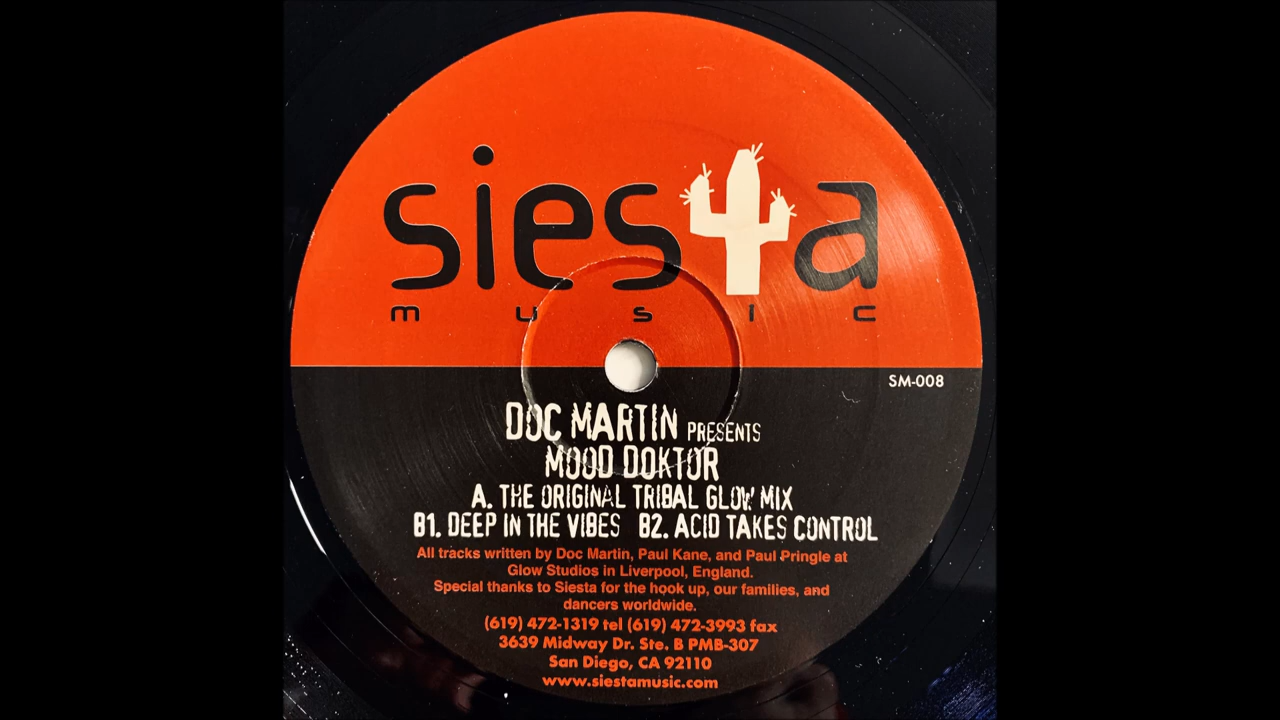 siesta
music
SM-008
DOC MARTIN PRESENTS
MOOD DOKTOR
A. THE ORIGINAL TRIBAL GLOW MIX
B1. DEEP IN THE VIBES B2. ACID TAKES CONTROL
All tracks written by Doc Martin, Paul Kane, and Paul Pringle at
Glow Studios in Liverpool, England.
Special thanks to Siesta for the hook up, our families, and
dancers worldwide.
(619) 472-1319 tel (619) 472-3993 fax
3639 Midway Dr. Ste. B PMB-307
San Diego, CA 92110
www.siestamusic.com